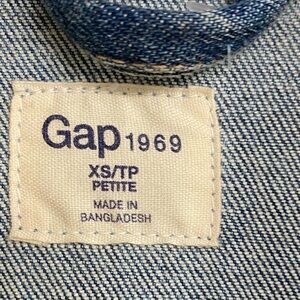 Gap 1969
XS/TP
PETITE
MADE IN
BANGLADESH